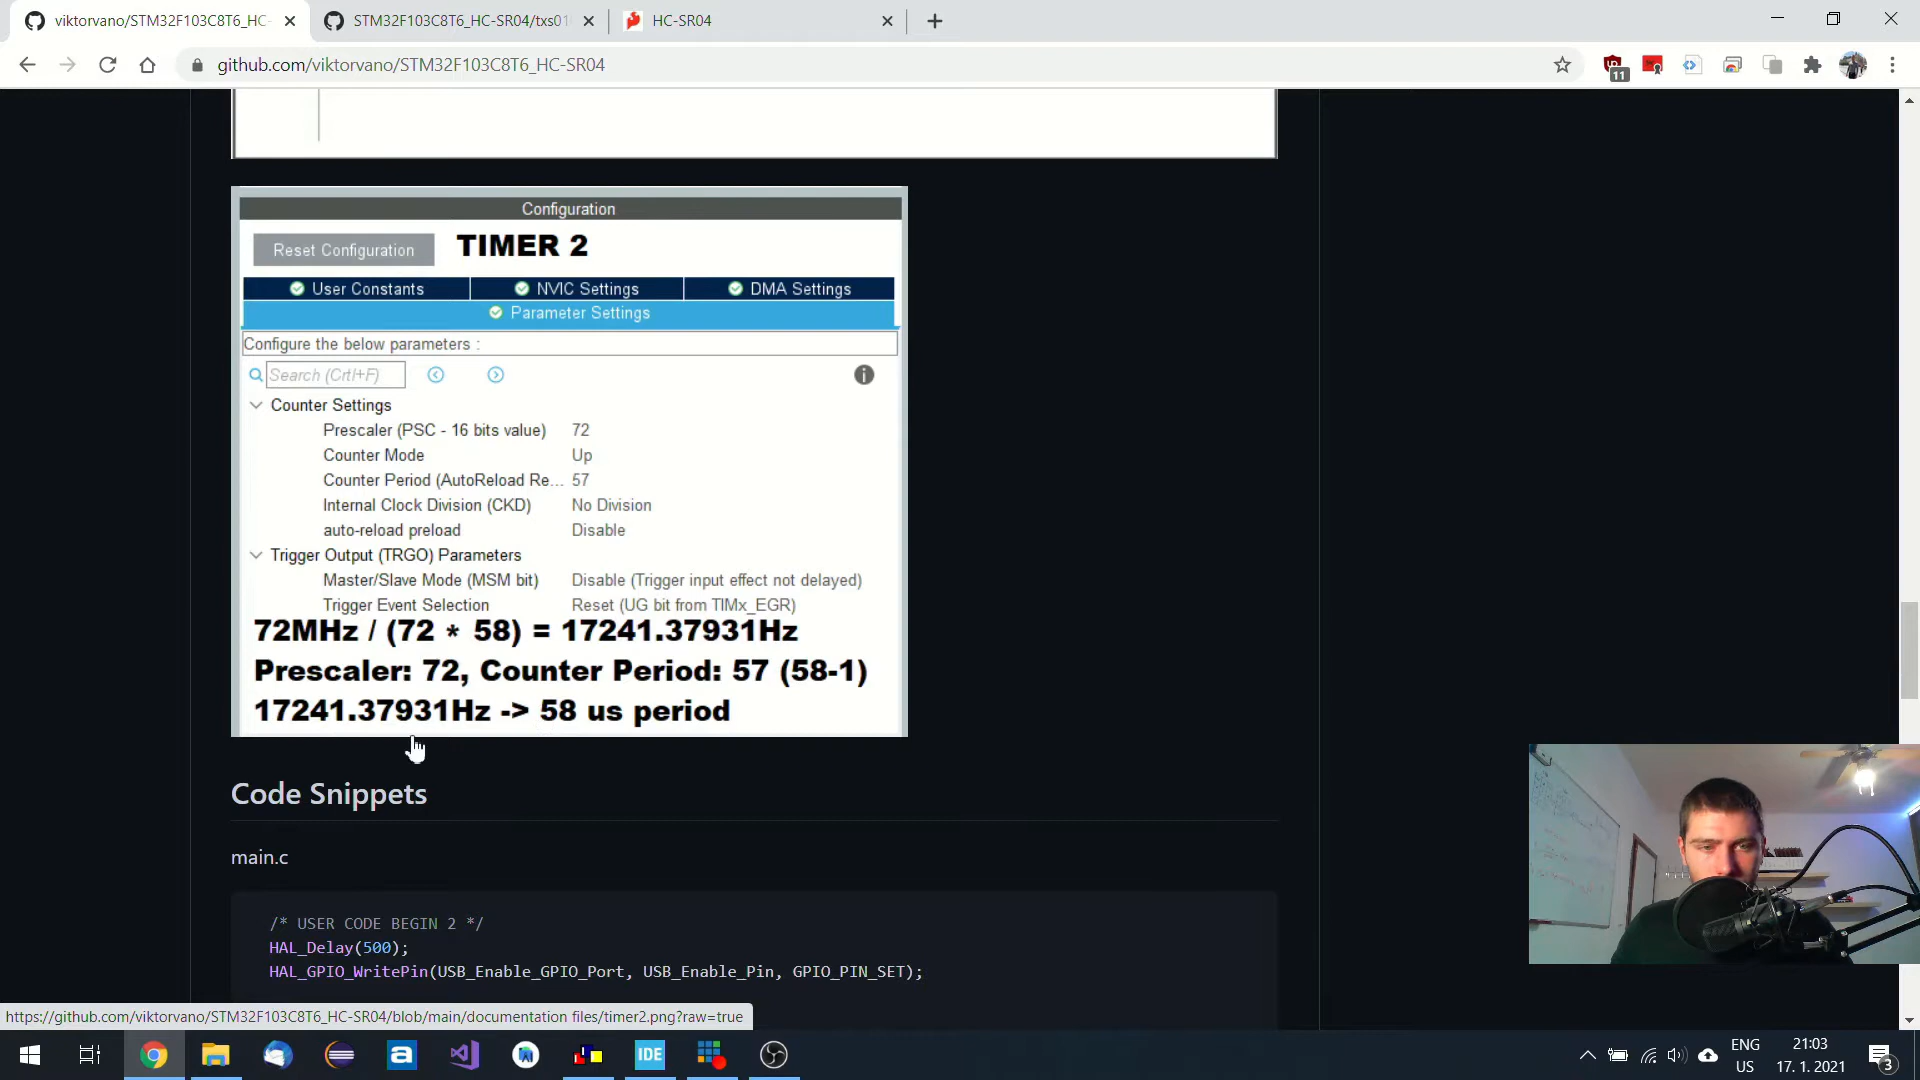 viktorvano/STM32F103C8T6_HC-
STM32F103C8T6_HC-SR04/txs01
HC-SR04
github.com/viktorvano/STM32F103C8T6_HC-SR04
11
Configuration
Reset Configuration
TIMER 2
User Constants
NVIC Settings
DMA Settings
Parameter Settings
Configure the below parameters :
Search (Crtl+F)
Counter Settings
Prescaler (PSC - 16 bits value) 72
Counter Mode Up
Counter Period (AutoReload Re... 57
Internal Clock Division (CKD) No Division
auto-reload preload Disable
Trigger Output (TRGO) Parameters
Master/Slave Mode (MSM bit) Disable (Trigger input effect not delayed)
Trigger Event Selection Reset (UG bit from TIMx_EGR)
72MHz / (72 * 58) = 17241.37931Hz
Prescaler: 72, Counter Period: 57 (58-1)
17241.37931Hz -> 58 us period
Code Snippets
main.c
/* USER CODE BEGIN 2 */
HAL_Delay(500);
HAL_GPIO_WritePin(USB_Enable_GPIO_Port, USB_Enable_Pin, GPIO_PIN_SET);
https://github.com/viktorvano/STM32F103C8T6_HC-SR04/blob/main/documentation files/timer2.png?raw=true
IDE
ENG
US
21:03
17. 1. 2021
3